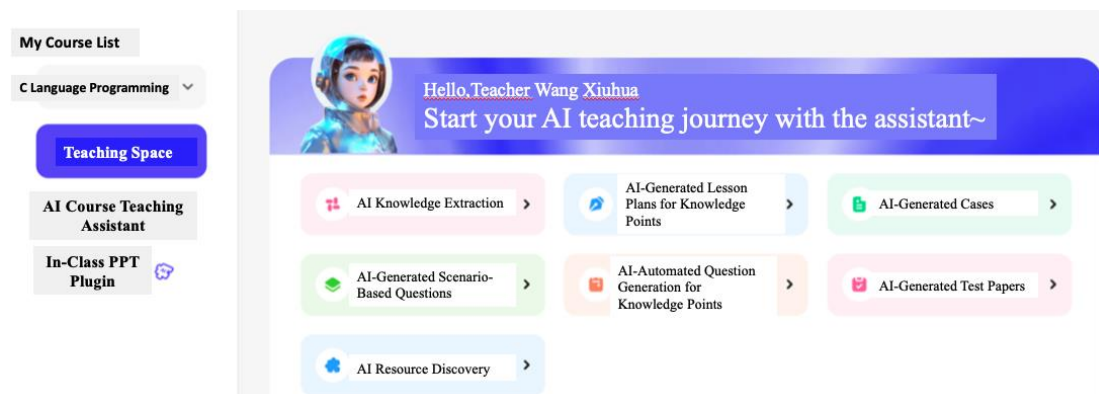 My Course List
C Language Programming
Teaching Space
AI Course Teaching
Assistant
In-Class PPT
Plugin
Hello,Teacher Wang Xiuhua
Start your AI teaching journey with the assistant~
AI Knowledge Extraction
AI-Generated Lesson
Plans for Knowledge
Points
AI-Generated Cases
AI-Generated Scenario-
Based Questions
AI-Automated Question
Generation for
Knowledge Points
AI-Generated Test Papers
AI Resource Discovery